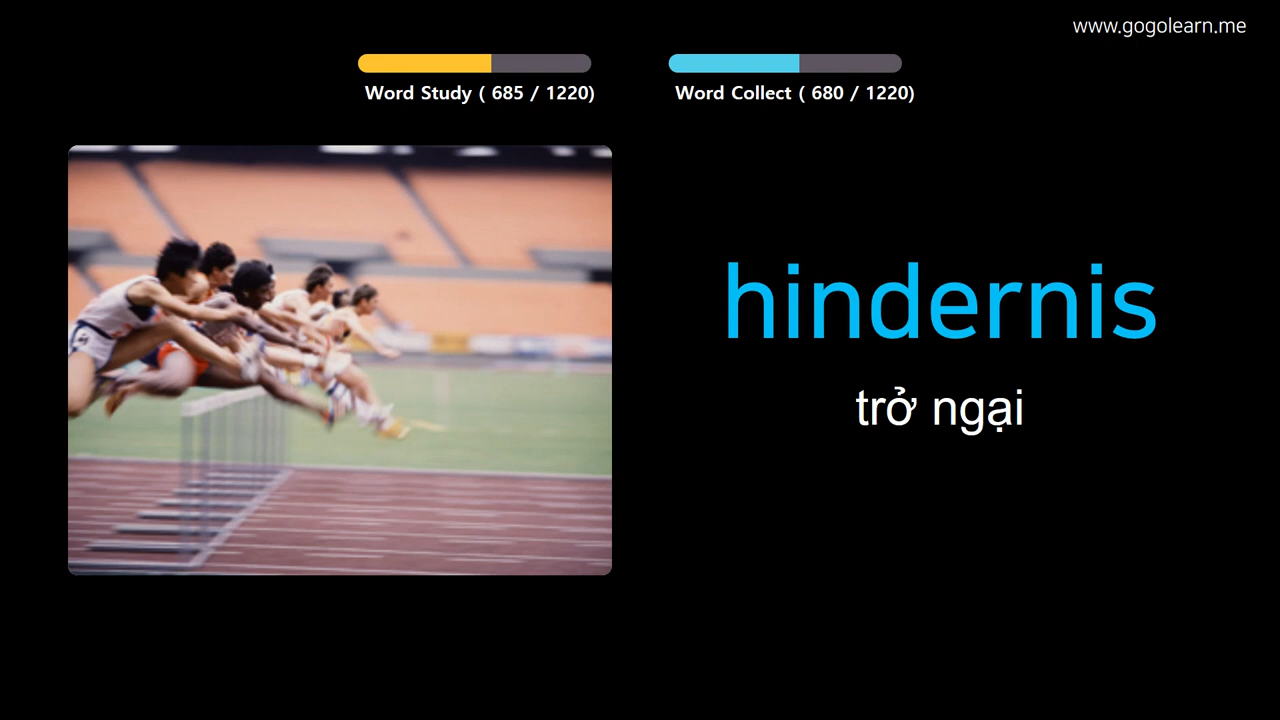 www.gogolearn.me
Word Study ( 685 / 1220)
Word Collect ( 680 / 1220)
hindernis
trở ngại